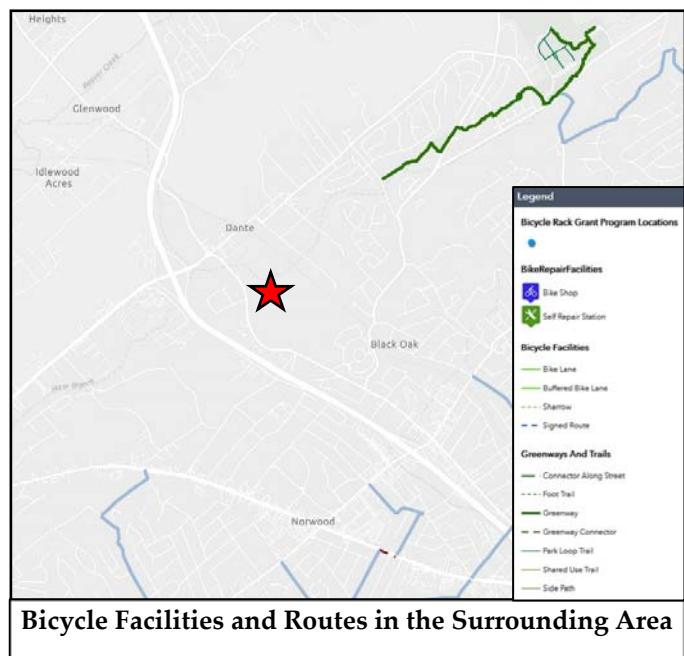 Heights
Beaver Creek
Glenwood
Idlewood
Acres
Dante
Black Oak
Norwood
Legend
Bicycle Rack Grant Program Locations
BikeRepairFacilities
Bike Shop
Self Repair Station
Bicycle Facilities
Bike Lane
Buffered Bike Lane
Sharrow
Signed Route
Greenways And Trails
Connector Along Street
Foot Trail
Greenway
Greenway Connector
Park Loop Trail
Shared Use Trail
Side Path
Bicycle Facilities and Routes in the Surrounding Area